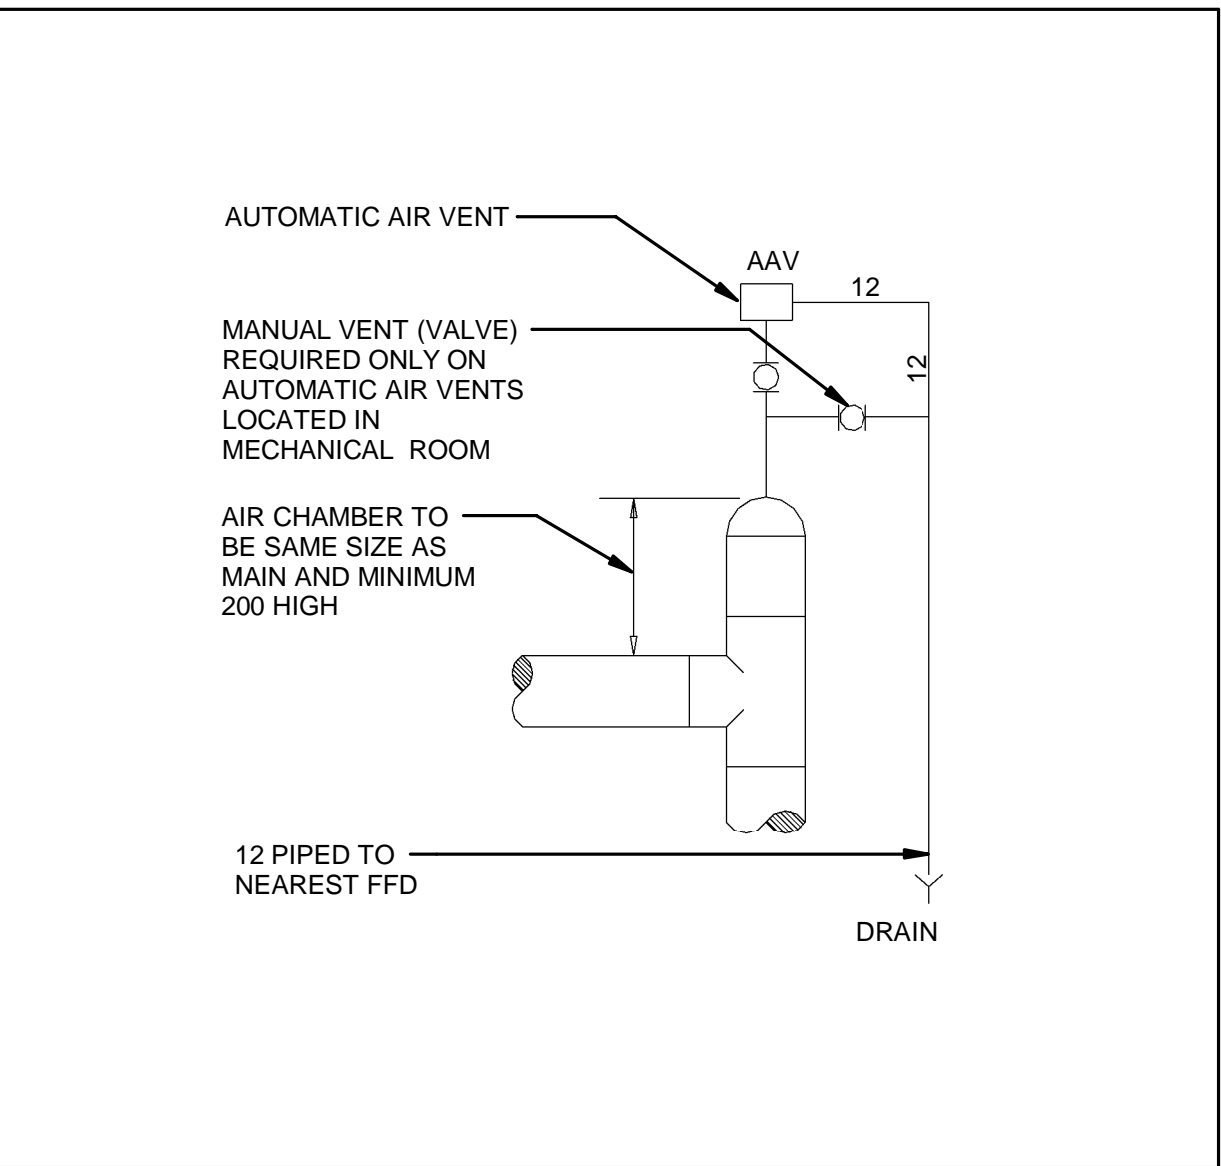 AUTOMATIC AIR VENT
AAV
12
MANUAL VENT (VALVE)
REQUIRED ONLY ON
AUTOMATIC AIR VENTS
LOCATED IN
MECHANICAL ROOM
12
AIR CHAMBER TO
BE SAME SIZE AS
MAIN AND MINIMUM
200 HIGH
12 PIPED TO
NEAREST FFD
DRAIN